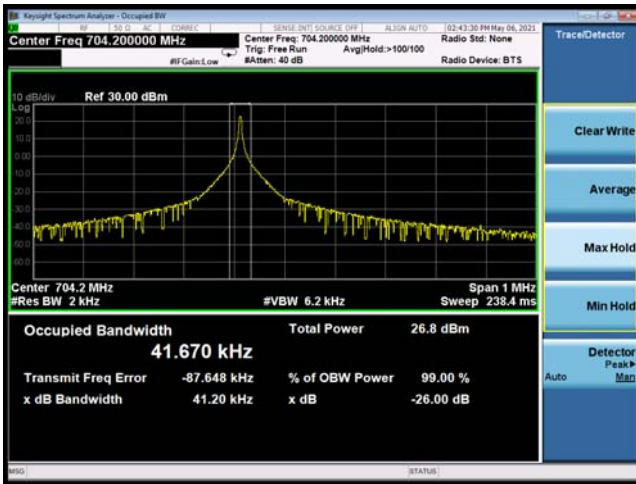 Keysight Spectrum Analyzer - Occupied BW
RF 50 Ω AC CORREC SENSE:INT SOURCE OFF ALIGN AUTO 02:43:30 PM May 06, 2021
Center Freq 704.200000 MHz
Center Freq: 704.200000 MHz
Radio Std: None
Trig: Free Run Avg|Hold:>100/100
#IFGain:Low #Atten: 40 dB
Radio Device: BTS
Trace/Detector
10 dB/div Ref 30.00 dBm
Log
20.0
10.0
0.00
-10.0
-20.0
-30.0
-40.0
-50.0
-60.0
Center 704.2 MHz Span 1 MHz
#Res BW 2 kHz #VBW 6.2 kHz Sweep 238.4 ms
Occupied Bandwidth Total Power 26.8 dBm
41.670 kHz
Transmit Freq Error -87.648 kHz % of OBW Power 99.00 %
x dB Bandwidth 41.20 kHz x dB -26.00 dB
Clear Write
Average
Max Hold
Min Hold
Detector
Peak▶
Auto Man
MSG STATUS